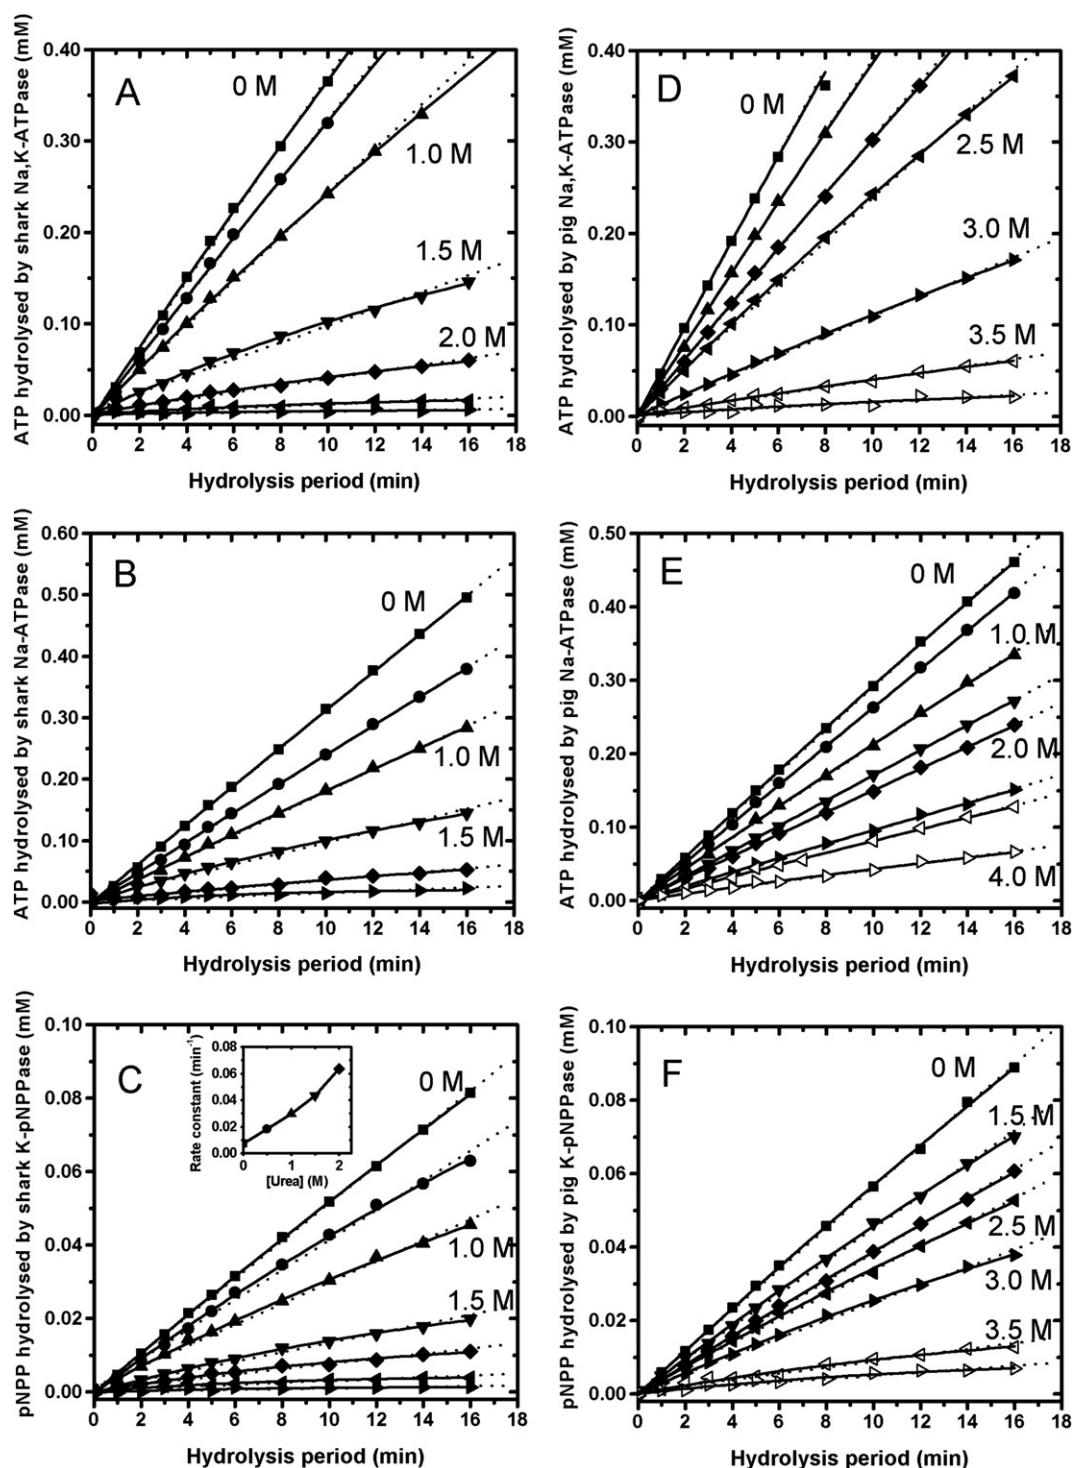 A
0 M
1.0 M
1.5 M
2.0 M
0.40
0.30
0.20
0.10
0.00
0 2 4 6 8 10 12 14 16 18
ATP hydrolysed by shark Na,K-ATPase (mM)
Hydrolysis period (min)
D
0 M
2.5 M
3.0 M
3.5 M
0.40
0.30
0.20
0.10
0.00
0 2 4 6 8 10 12 14 16 18
ATP hydrolysed by pig Na,K-ATPase (mM)
Hydrolysis period (min)
B
0 M
1.0 M
1.5 M
0.60
0.50
0.40
0.30
0.20
0.10
0.00
0 2 4 6 8 10 12 14 16 18
ATP hydrolysed by shark Na-ATPase (mM)
Hydrolysis period (min)
E
0 M
1.0 M
2.0 M
4.0 M
0.50
0.40
0.30
0.20
0.10
0.00
0 2 4 6 8 10 12 14 16 18
ATP hydrolysed by pig Na-ATPase (mM)
Hydrolysis period (min)
C
0 M
1.0 M
1.5 M
0.10
0.08
0.06
0.04
0.02
0.00
0 2 4 6 8 10 12 14 16 18
pNPP hydrolysed by shark K-pNPPase (mM)
Hydrolysis period (min)
0.08
0.06
0.04
0.02
0.00
0 1 2
Rate constant (min⁻¹)
[Urea] (M)
F
0 M
1.5 M
2.5 M
3.0 M
3.5 M
0.10
0.08
0.06
0.04
0.02
0.00
0 2 4 6 8 10 12 14 16 18
pNPP hydrolysed by pig K-pNPPase (mM)
Hydrolysis period (min)